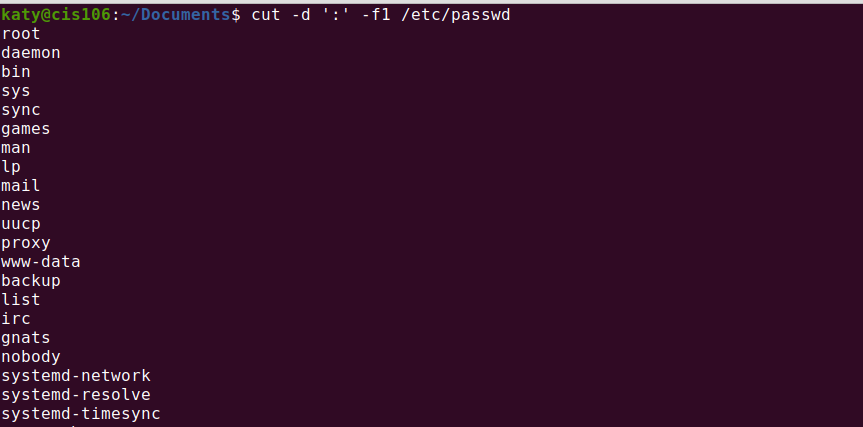 katy@cis106:~/Documents$ cut -d ':' -f1 /etc/passwd
root
daemon
bin
sys
sync
games
man
lp
mail
news
uucp
proxy
www-data
backup
list
irc
gnats
nobody
systemd-network
systemd-resolve
systemd-timesync